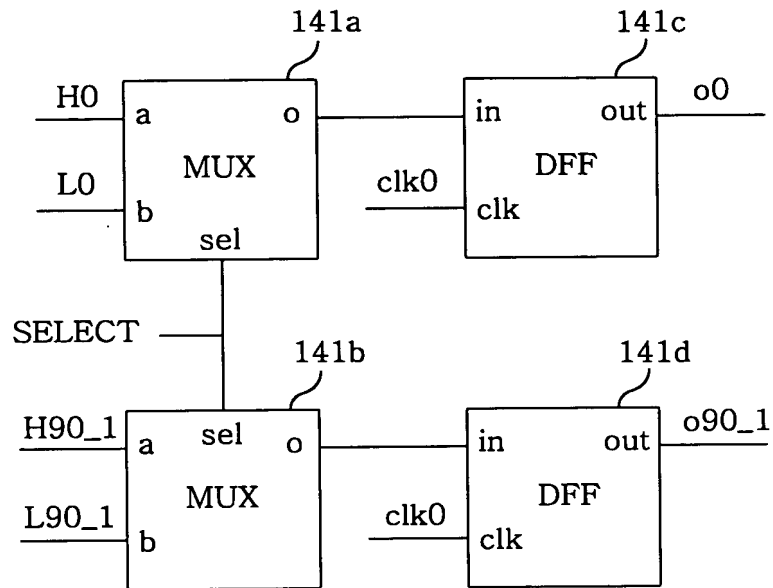 141a
141c
H0
a
o
in
out
o0
MUX
DFF
L0
b
clk0
clk
sel
SELECT
141b
141d
H90_1
a
sel
o
in
out
o90_1
MUX
DFF
L90_1
b
clk0
clk